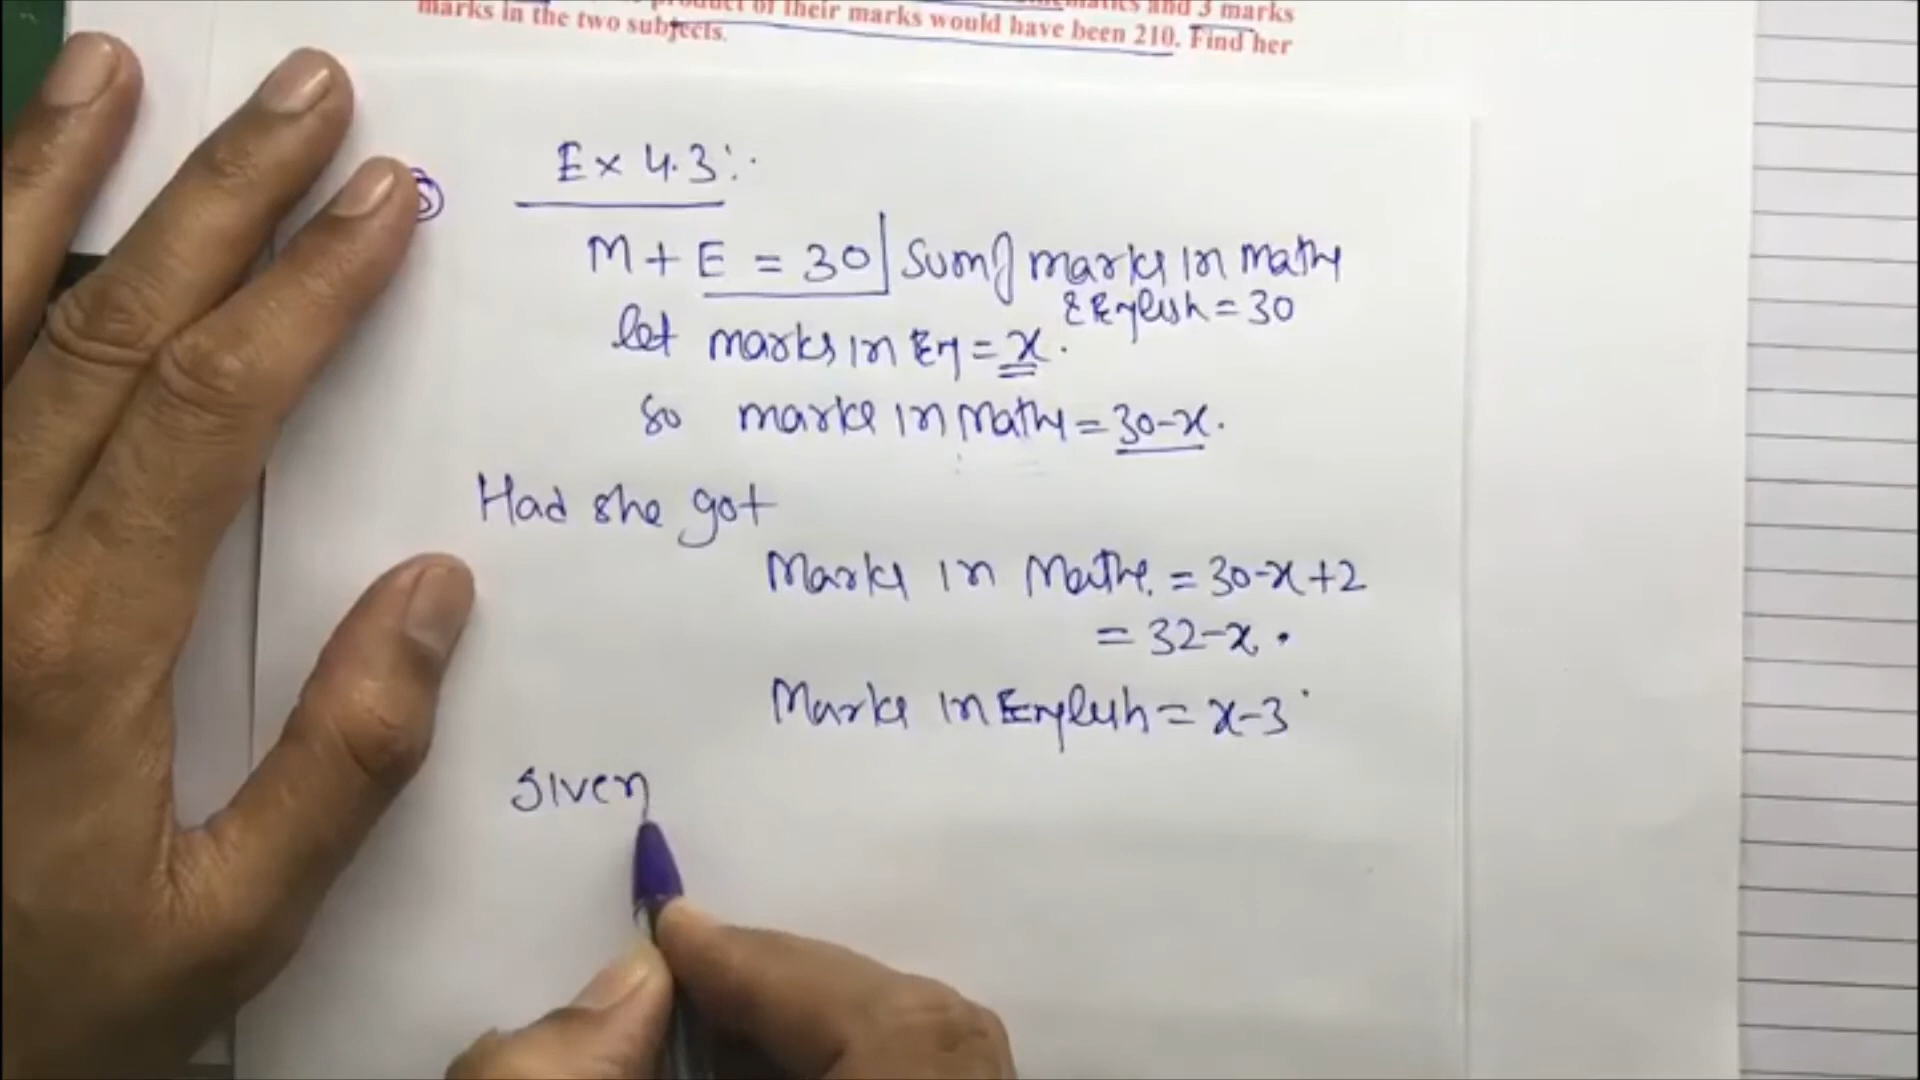 product of their marks would have been 210. Find her
and 3 marks
marks in the two subjects.
Ex 4.3:.
M + E = 30 Sum of marks in Maths
& English = 30
let marks in En = x.
so marks in Maths = 30-x.
Had she got
Marks in Maths. = 30-x+2
= 32-x.
Marks in English = x-3
Given